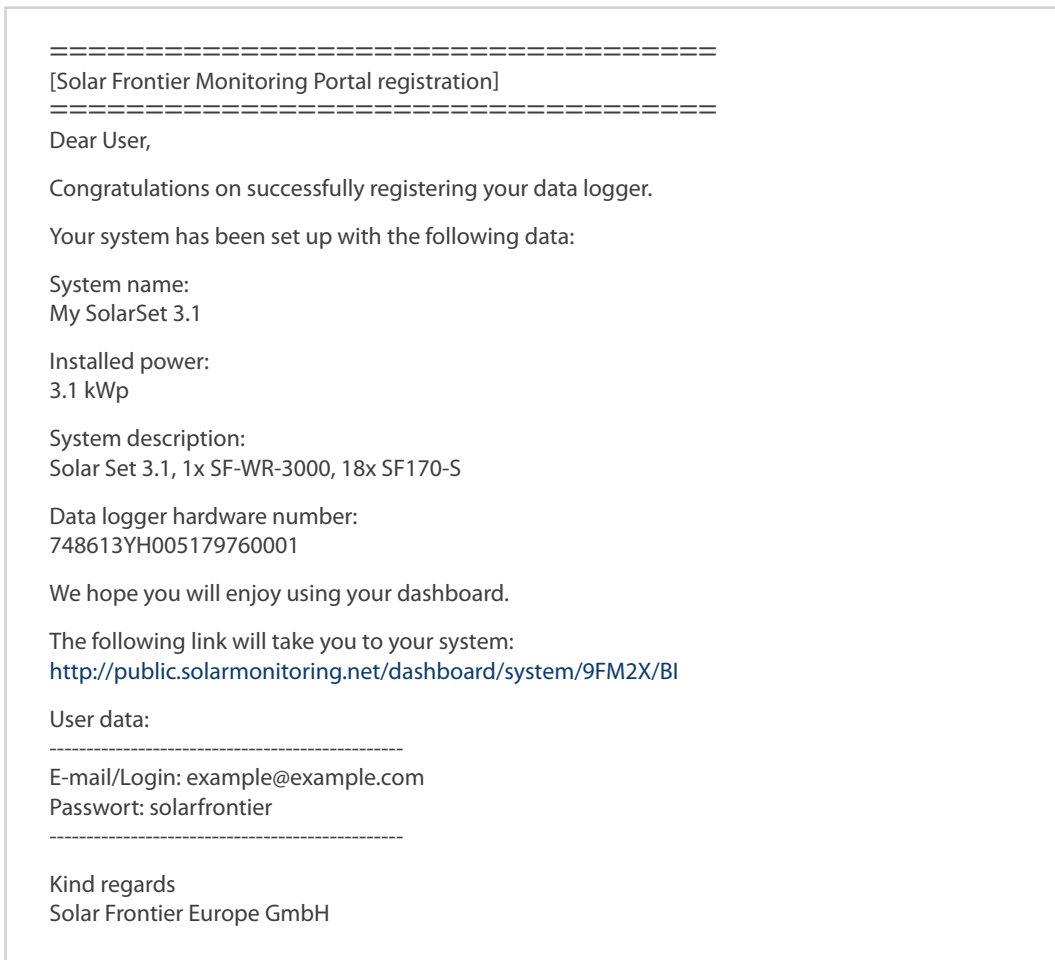 ===================================
[Solar Frontier Monitoring Portal registration]
===================================
Dear User,
Congratulations on successfully registering your data logger.
Your system has been set up with the following data:
System name:
My SolarSet 3.1
Installed power:
3.1 kWp
System description:
Solar Set 3.1, 1x SF-WR-3000, 18x SF170-S
Data logger hardware number:
748613YH005179760001
We hope you will enjoy using your dashboard.
The following link will take you to your system:
http://public.solarmonitoring.net/dashboard/system/9FM2X/BI
User data:
------------------------------------------------
E-mail/Login: example@example.com
Passwort: solarfrontier
------------------------------------------------
Kind regards
Solar Frontier Europe GmbH